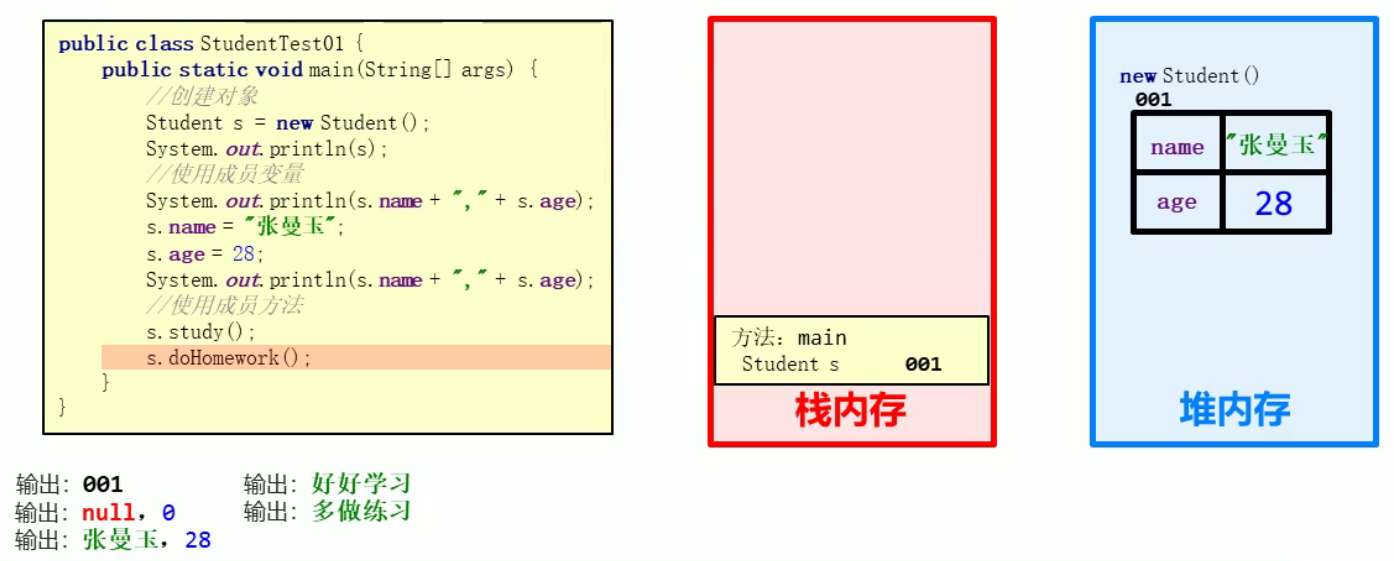 public class StudentTest01 {
public static void main(String[] args) {
//创建对象
Student s = new Student();
System.out.println(s);
//使用成员变量
System.out.println(s.name + "," + s.age);
s.name = "张曼玉";
s.age = 28;
System.out.println(s.name + "," + s.age);
//使用成员方法
s.study();
s.doHomework();
}
}
方法：main
Student s 001
栈内存
new Student()
001
name "张曼玉"
age 28
堆内存
输出：001
输出：null，0
输出：张曼玉，28
输出：好好学习
输出：多做练习